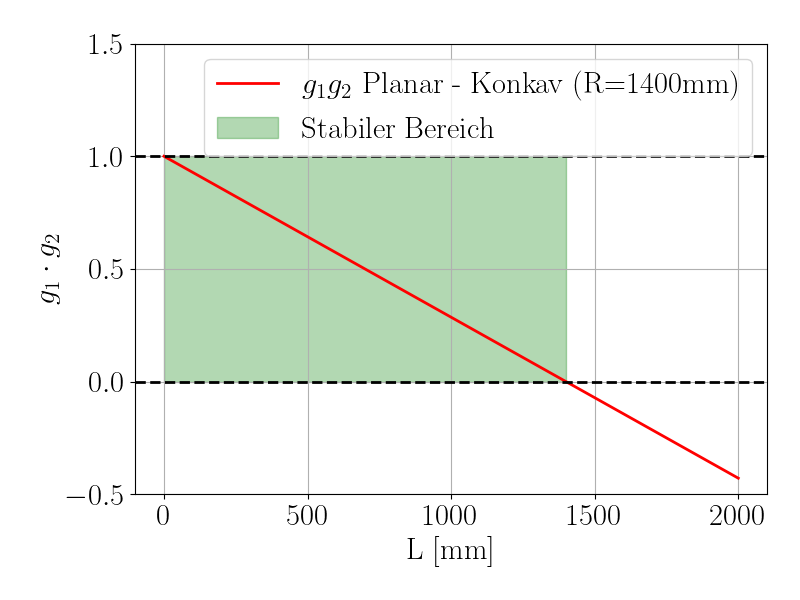 1.5
g₁g₂ Planar - Konkav (R=1400mm)
Stabiler Bereich
1.0
g₁ · g₂
0.5
0.0
−0.5
0 500 1000 1500 2000
L [mm]